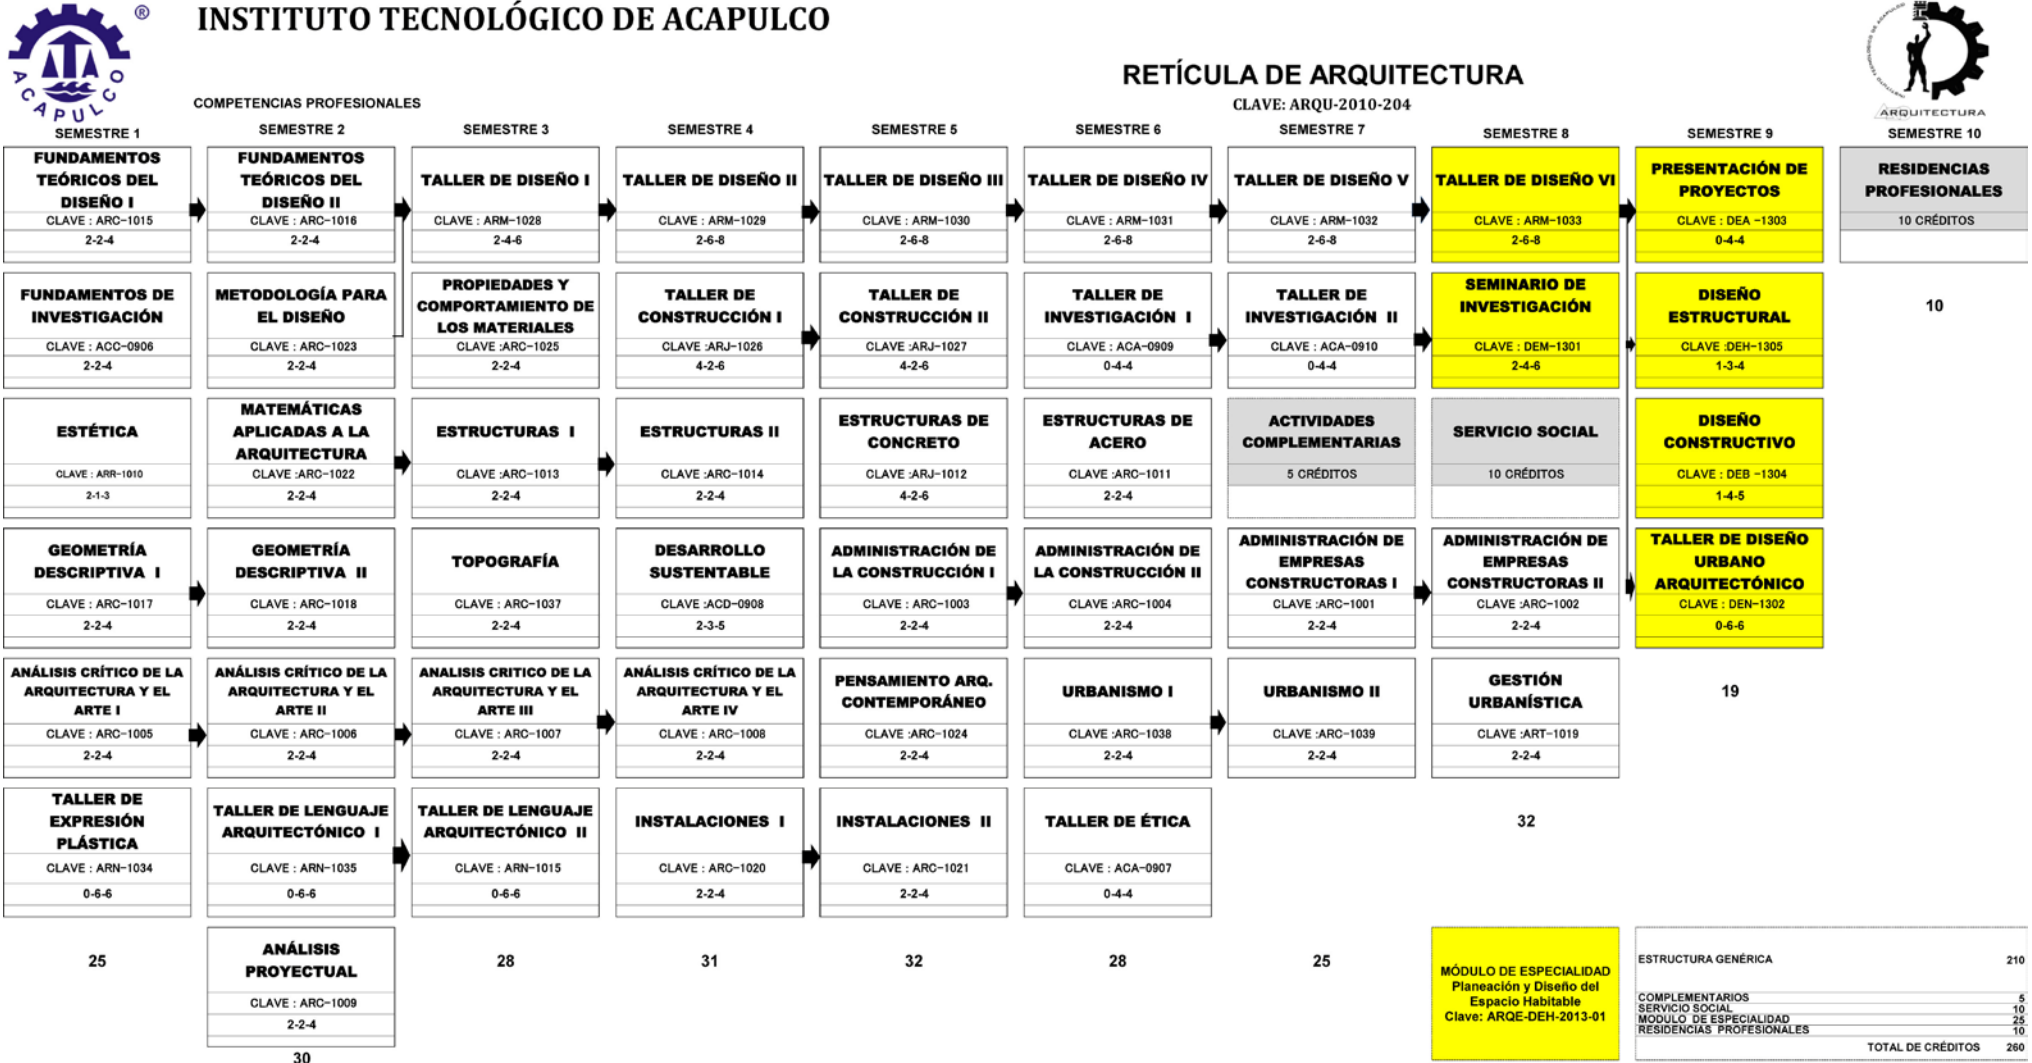 ®
INSTITUTO TECNOLÓGICO DE ACAPULCO
ACAPULCO
RETÍCULA DE ARQUITECTURA
COMPETENCIAS PROFESIONALES
CLAVE: ARQU-2010-204
ARQUITECTURA
SEMESTRE 1
FUNDAMENTOS
TEÓRICOS DEL
DISEÑO I
CLAVE : ARC-1015
2-2-4
FUNDAMENTOS DE
INVESTIGACIÓN
CLAVE : ACC-0906
2-2-4
ESTÉTICA
CLAVE : ARR-1010
2-1-3
GEOMETRÍA
DESCRIPTIVA I
CLAVE : ARC-1017
2-2-4
ANÁLISIS CRÍTICO DE LA
ARQUITECTURA Y EL
ARTE I
CLAVE : ARC-1005
2-2-4
TALLER DE
EXPRESIÓN
PLÁSTICA
CLAVE : ARN-1034
0-6-6
25
SEMESTRE 2
FUNDAMENTOS
TEÓRICOS DEL
DISEÑO II
CLAVE : ARC-1016
2-2-4
METODOLOGÍA PARA
EL DISEÑO
CLAVE : ARC-1023
2-2-4
MATEMÁTICAS
APLICADAS A LA
ARQUITECTURA
CLAVE :ARC-1022
2-2-4
GEOMETRÍA
DESCRIPTIVA II
CLAVE : ARC-1018
2-2-4
ANÁLISIS CRÍTICO DE LA
ARQUITECTURA Y EL
ARTE II
CLAVE : ARC-1006
2-2-4
TALLER DE LENGUAJE
ARQUITECTÓNICO I
CLAVE : ARN-1035
0-6-6
ANÁLISIS
PROYECTUAL
CLAVE : ARC-1009
2-2-4
30
SEMESTRE 3
TALLER DE DISEÑO I
CLAVE : ARM-1028
2-4-6
PROPIEDADES Y
COMPORTAMIENTO DE
LOS MATERIALES
CLAVE :ARC-1025
2-2-4
ESTRUCTURAS I
CLAVE :ARC-1013
2-2-4
TOPOGRAFÍA
CLAVE : ARC-1037
2-2-4
ANALISIS CRITICO DE LA
ARQUITECTURA Y EL
ARTE III
CLAVE : ARC-1007
2-2-4
TALLER DE LENGUAJE
ARQUITECTÓNICO II
CLAVE : ARN-1015
0-6-6
28
SEMESTRE 4
TALLER DE DISEÑO II
CLAVE : ARM-1029
2-6-8
TALLER DE
CONSTRUCCIÓN I
CLAVE :ARJ-1026
4-2-6
ESTRUCTURAS II
CLAVE :ARC-1014
2-2-4
DESARROLLO
SUSTENTABLE
CLAVE :ACD-0908
2-3-5
ANÁLISIS CRÍTICO DE LA
ARQUITECTURA Y EL
ARTE IV
CLAVE : ARC-1008
2-2-4
INSTALACIONES I
CLAVE : ARC-1020
2-2-4
31
SEMESTRE 5
TALLER DE DISEÑO III
CLAVE : ARM-1030
2-6-8
TALLER DE
CONSTRUCCIÓN II
CLAVE :ARJ-1027
4-2-6
ESTRUCTURAS DE
CONCRETO
CLAVE :ARJ-1012
4-2-6
ADMINISTRACIÓN DE
LA CONSTRUCCIÓN I
CLAVE : ARC-1003
2-2-4
PENSAMIENTO ARQ.
CONTEMPORÁNEO
CLAVE :ARC-1024
2-2-4
INSTALACIONES II
CLAVE : ARC-1021
2-2-4
32
SEMESTRE 6
TALLER DE DISEÑO IV
CLAVE : ARM-1031
2-6-8
TALLER DE
INVESTIGACIÓN I
CLAVE : ACA-0909
0-4-4
ESTRUCTURAS DE
ACERO
CLAVE : ARC-1011
2-2-4
ADMINISTRACIÓN DE
LA CONSTRUCCIÓN II
CLAVE : ARC-1004
2-2-4
URBANISMO I
CLAVE :ARC-1038
2-2-4
TALLER DE ÉTICA
CLAVE : ACA-0907
0-4-4
28
SEMESTRE 7
TALLER DE DISEÑO V
CLAVE : ARM-1032
2-6-8
TALLER DE
INVESTIGACIÓN II
CLAVE : ACA-0910
0-4-4
ACTIVIDADES
COMPLEMENTARIAS
5 CRÉDITOS
ADMINISTRACIÓN DE
EMPRESAS
CONSTRUCTORAS I
CLAVE :ARC-1001
2-2-4
URBANISMO II
CLAVE :ARC-1039
2-2-4
25
SEMESTRE 8
TALLER DE DISEÑO VI
CLAVE : ARM-1033
2-6-8
SEMINARIO DE
INVESTIGACIÓN
CLAVE : DEM-1301
2-4-6
SERVICIO SOCIAL
10 CRÉDITOS
ADMINISTRACIÓN DE
EMPRESAS
CONSTRUCTORAS II
CLAVE :ARC-1002
2-2-4
GESTIÓN
URBANÍSTICA
CLAVE :ART-1019
2-2-4
32
MÓDULO DE ESPECIALIDAD
Planeación y Diseño del
Espacio Habitable
Clave: ARQE-DEH-2013-01
SEMESTRE 9
PRESENTACIÓN DE
PROYECTOS
CLAVE : DEA -1303
0-4-4
DISEÑO
ESTRUCTURAL
CLAVE :DEH-1305
1-3-4
DISEÑO
CONSTRUCTIVO
CLAVE : DEB -1304
1-4-5
TALLER DE DISEÑO
URBANO
ARQUITECTÓNICO
CLAVE : DEN-1302
0-6-6
19
SEMESTRE 10
RESIDENCIAS
PROFESIONALES
10 CRÉDITOS
10
ESTRUCTURA GENÉRICA 210
COMPLEMENTARIOS 5
SERVICIO SOCIAL 10
MODULO DE ESPECIALIDAD 25
RESIDENCIAS PROFESIONALES 10
TOTAL DE CRÉDITOS 260